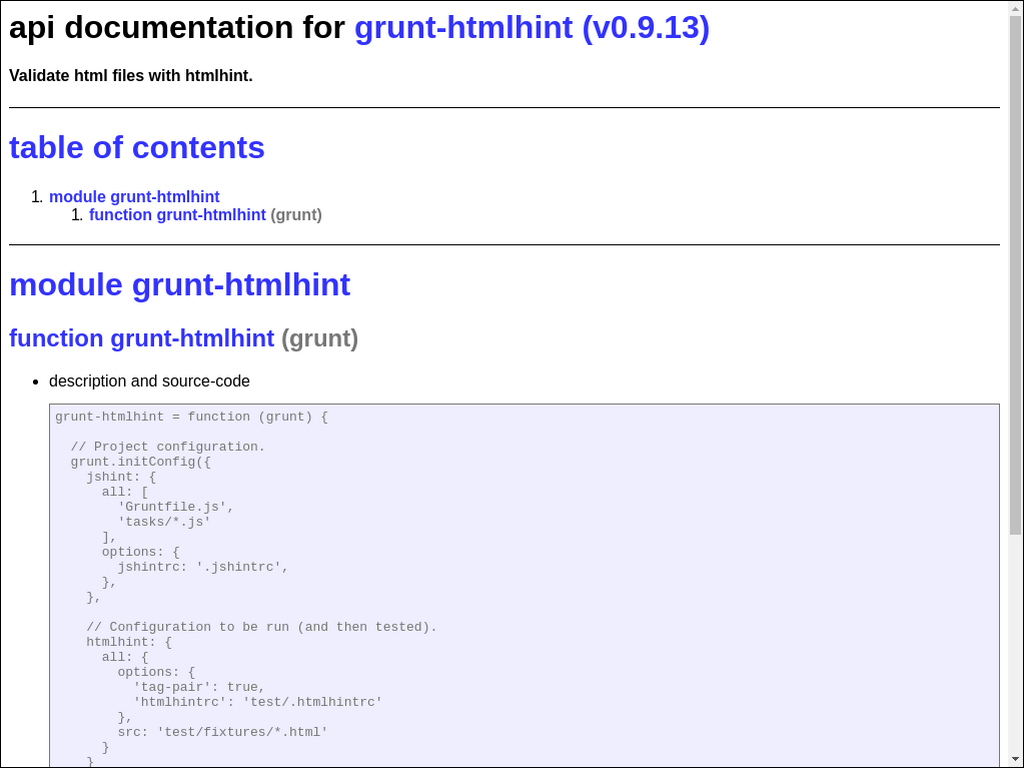 api documentation for grunt-htmlhint (v0.9.13)
Validate html files with htmlhint.
table of contents
1. module grunt-htmlhint
1. function grunt-htmlhint (grunt)
module grunt-htmlhint
function grunt-htmlhint (grunt)
• description and source-code
grunt-htmlhint = function (grunt) {
  // Project configuration.
  grunt.initConfig({
    jshint: {
      all: [
        'Gruntfile.js',
        'tasks/*.js'
      ],
      options: {
        jshintrc: '.jshintrc',
      },
    },
    // Configuration to be run (and then tested).
    htmlhint: {
      all: {
        options: {
          'tag-pair': true,
          'htmlhintrc': 'test/.htmlhintrc'
        },
        src: 'test/fixtures/*.html'
      }
    }